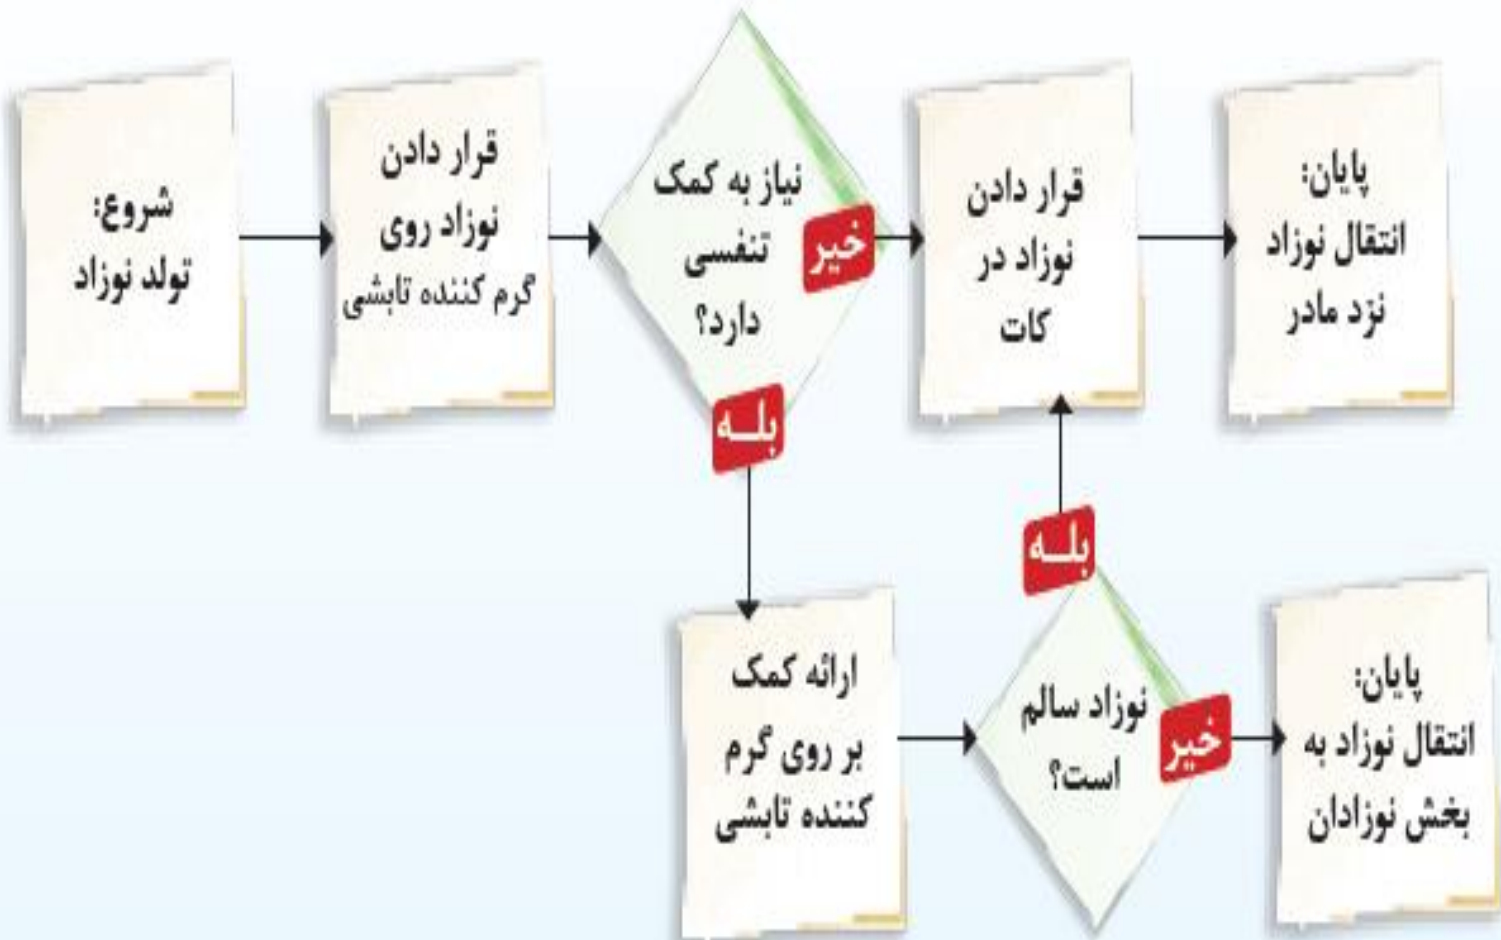 شروع:
تولد نوزاد
قرار دادن
نوزاد روی
گرم کننده تابشی
نیاز به کمک
تنفسی
دارد؟
خیر
بله
قرار دادن
نوزاد در
کات
پایان:
انتقال نوزاد
نزد مادر
ارائه کمک
بر روی گرم
کننده تابشی
نوزاد سالم
است؟
بله
خیر
پایان:
انتقال نوزاد به
بخش نوزادان